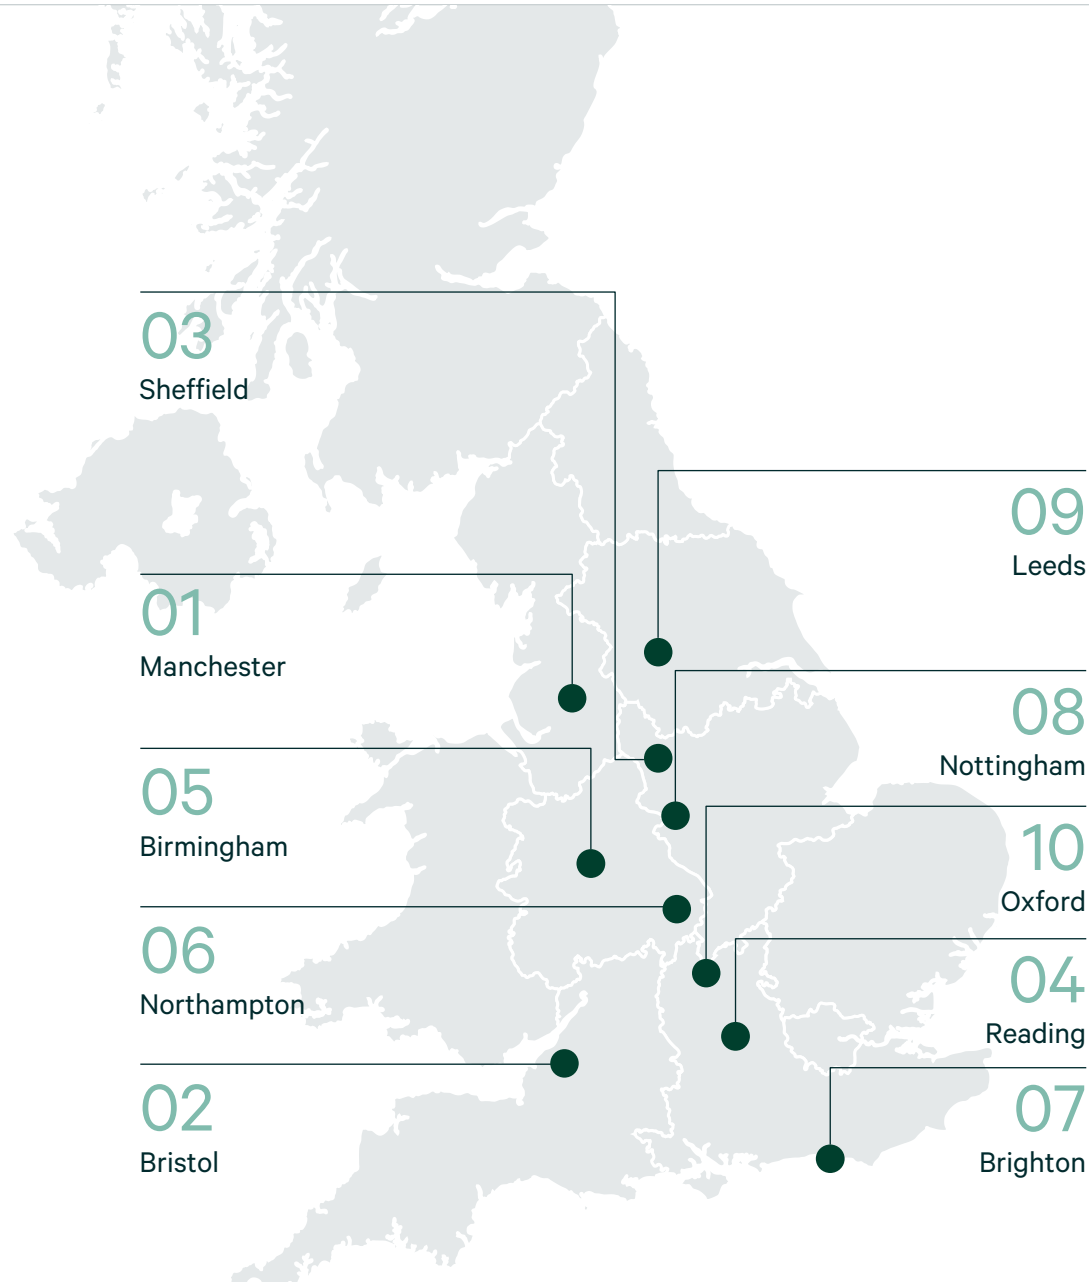 03
Sheffield
09
Leeds
01
Manchester
08
Nottingham
05
Birmingham
10
Oxford
06
Northampton
04
Reading
02
Bristol
07
Brighton